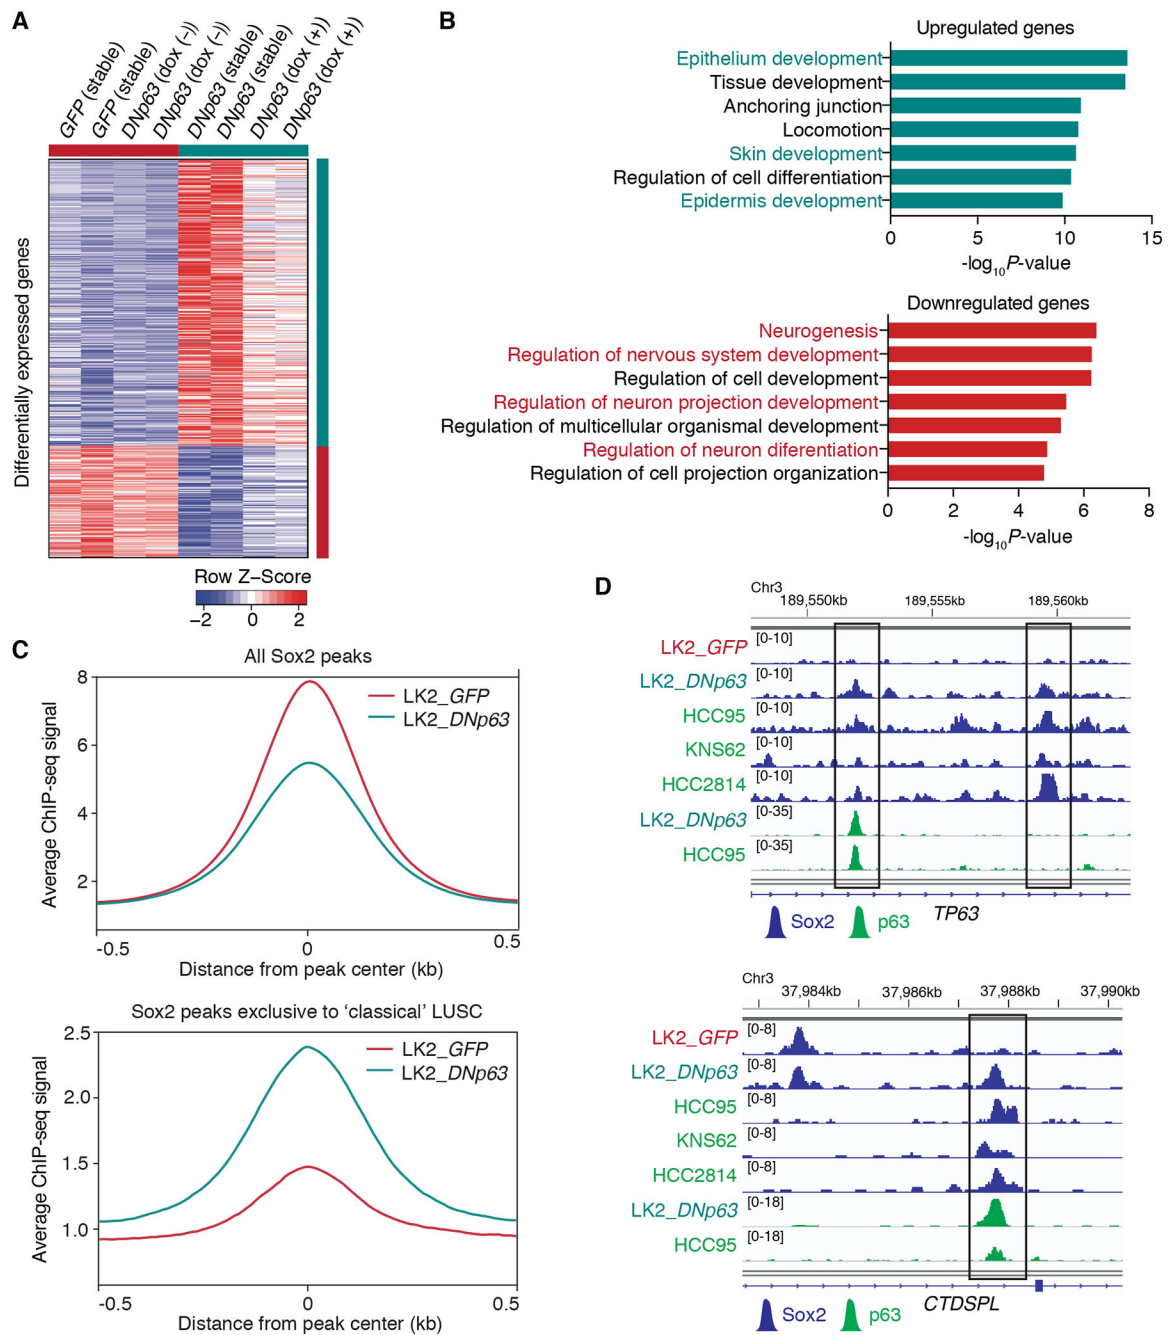 A
GFP (stable)
GFP (stable)
DNp63 (dox (–))
DNp63 (dox (–))
DNp63 (stable)
DNp63 (stable)
DNp63 (dox (+))
DNp63 (dox (+))
Differentially expressed genes
Row Z–Score
−2 0 2
B
Upregulated genes
Epithelium development
Tissue development
Anchoring junction
Locomotion
Skin development
Regulation of cell differentiation
Epidermis development
0 5 10 15
-log10P-value
Downregulated genes
Neurogenesis
Regulation of nervous system development
Regulation of cell development
Regulation of neuron projection development
Regulation of multicellular organismal development
Regulation of neuron diferentiation
Regulation of cell projection organization
0 2 4 6 8
-log10P-value
C
All Sox2 peaks
LK2_GFP
LK2_DNp63
Average ChIP-seq signal
8
6
4
2
-0.5 0 0.5
Distance from peak center (kb)
Sox2 peaks exclusive to ‘classical’ LUSC
LK2_GFP
LK2_DNp63
Average ChIP-seq signal
2.5
2.0
1.5
1.0
-0.5 0 0.5
Distance from peak center (kb)
D
Chr3
189,550kb 189,555kb 189,560kb
LK2_GFP [0-10]
LK2_DNp63 [0-10]
HCC95 [0-10]
KNS62 [0-10]
HCC2814 [0-10]
LK2_DNp63 [0-35]
HCC95 [0-35]
Sox2 p63 TP63
Chr3
37,984kb 37,986kb 37,988kb 37,990kb
LK2_GFP [0-8]
LK2_DNp63 [0-8]
HCC95 [0-8]
KNS62 [0-8]
HCC2814 [0-8]
LK2_DNp63 [0-18]
HCC95 [0-18]
Sox2 p63 CTDSPL